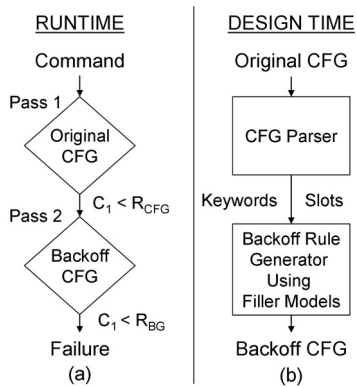 RUNTIME
Command
Pass 1
Original
CFG
C1 < RCFG
Pass 2
Backoff
CFG
C1 < RBG
Failure
(a)
DESIGN TIME
Original CFG
CFG Parser
Keywords Slots
Backoff Rule
Generator
Using
Filler Models
Backoff CFG
(b)